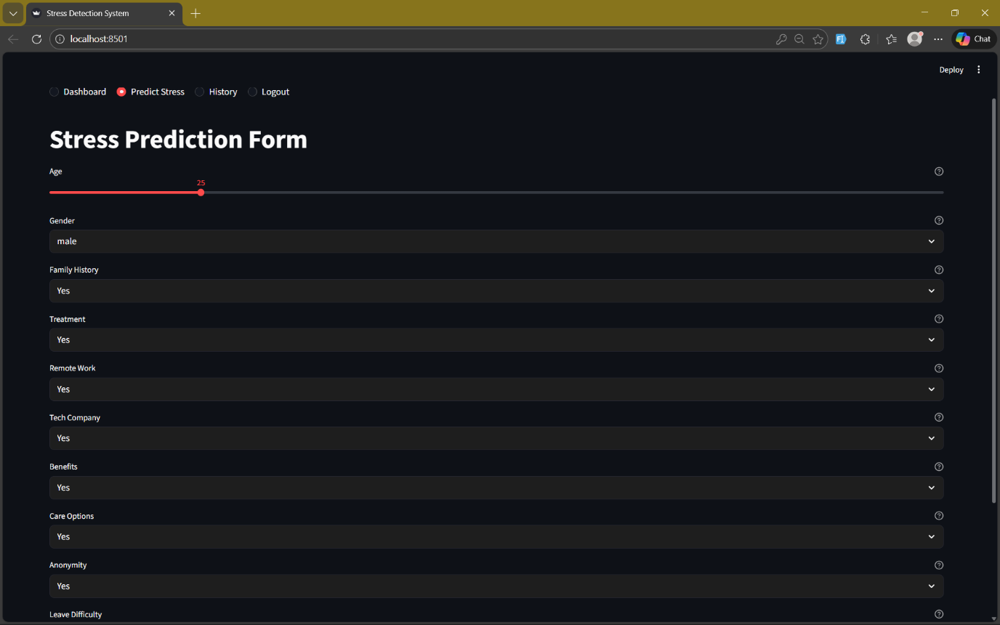 Stress Detection System
localhost:8501
Chat
Deploy
Dashboard Predict Stress History Logout
Stress Prediction Form
Age
25
Gender
male
Family History
Yes
Treatment
Yes
Remote Work
Yes
Tech Company
Yes
Benefits
Yes
Care Options
Yes
Anonymity
Yes
Leave Difficulty